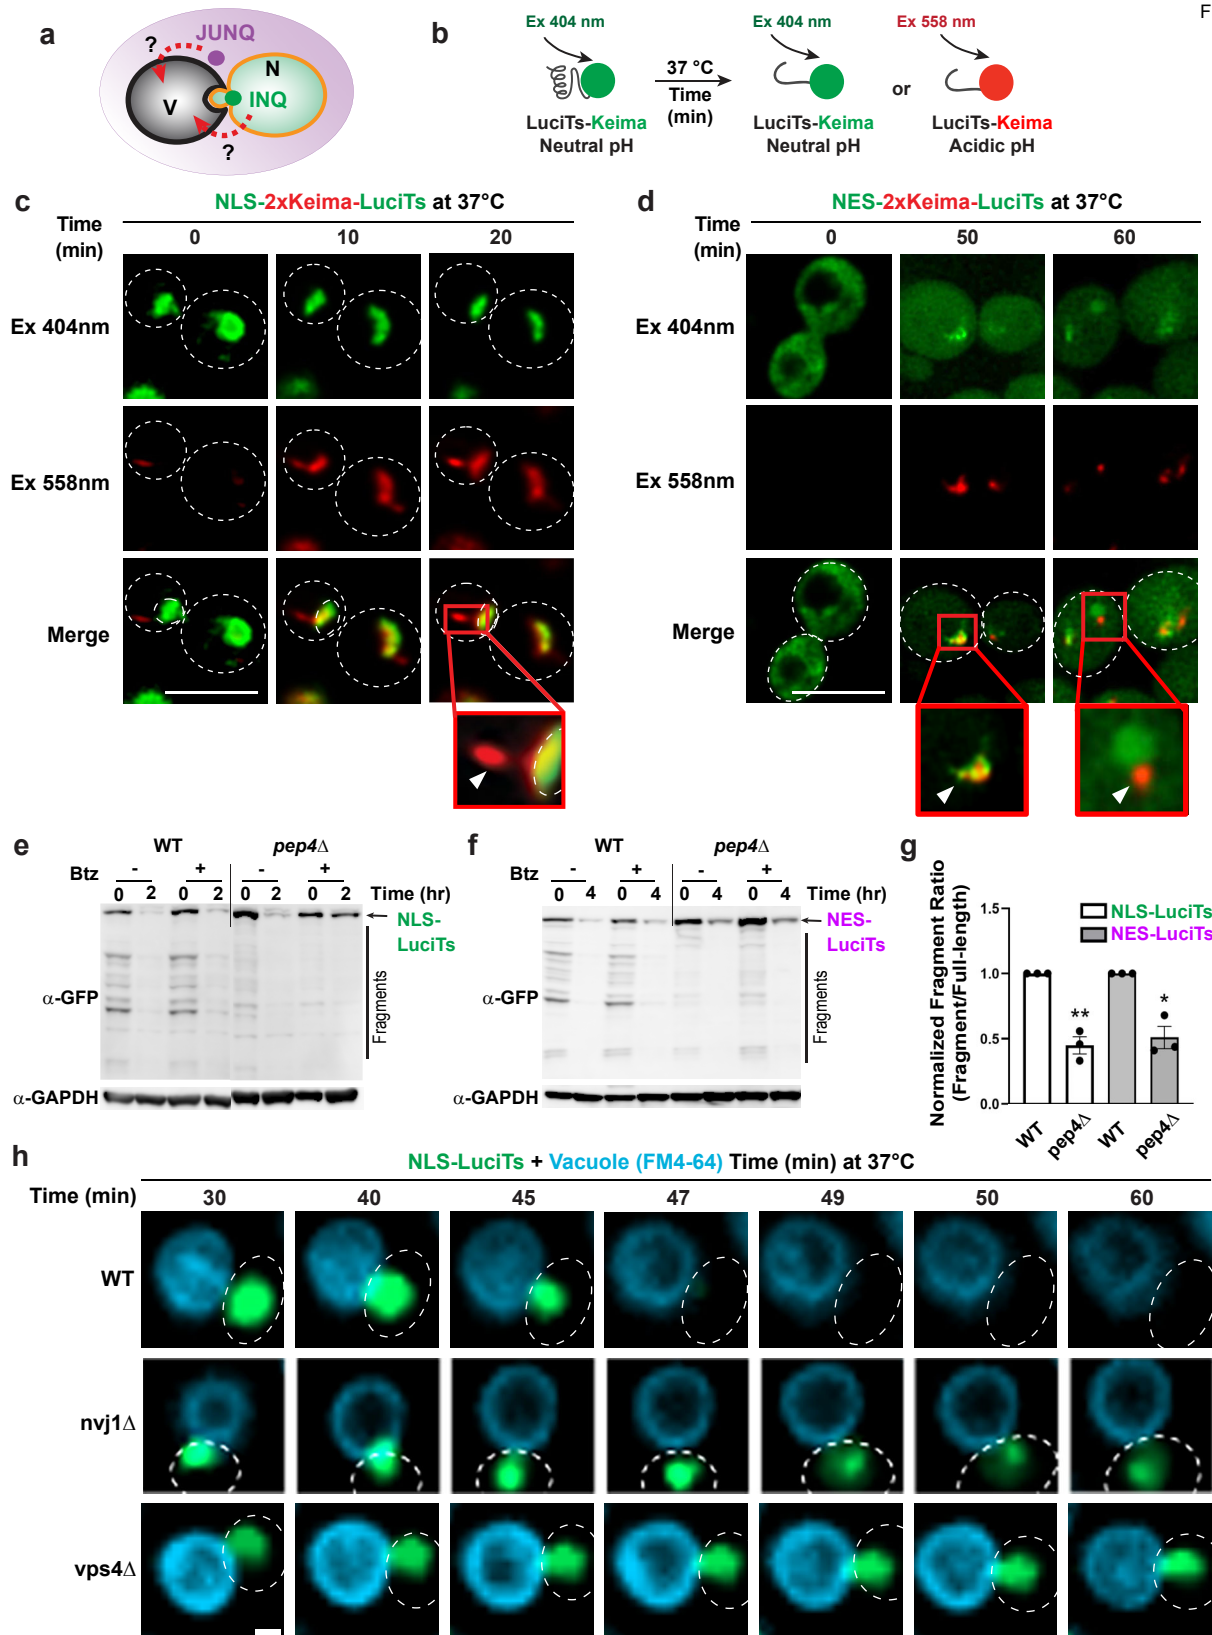 F
a
JUNQ
?
N
V
INQ
?
b
Ex 404 nm
Ex 404 nm
Ex 558 nm
37 °C
Time
(min)
or
LuciTs-Keima
Neutral pH
LuciTs-Keima
Neutral pH
LuciTs-Keima
Acidic pH
c
NLS-2xKeima-LuciTs at 37°C
Time
(min)
0
10
20
Ex 404nm
Ex 558nm
Merge
d
NES-2xKeima-LuciTs at 37°C
Time
(min)
0
50
60
Ex 404nm
Ex 558nm
Merge
e
WT
pep4Δ
Btz
-
+
-
+
0 2 0 2 0 2 0 2 Time (hr)
NLS-
LuciTs
α-GFP
Fragments
α-GAPDH
f
WT
pep4Δ
Btz
-
+
-
+
0 4 0 4 0 4 0 4 Time (hr)
NES-
LuciTs
α-GFP
Fragments
α-GAPDH
g
Normalized Fragment Ratio
(Fragment/Full-length)
1.5
1.0
0.5
0.0
NLS-LuciTs
NES-LuciTs
**
*
WT
pep4Δ
WT
pep4Δ
h
NLS-LuciTs + Vacuole (FM4-64) Time (min) at 37°C
Time (min) 30 40 45 47 49 50 60
WT
nvj1Δ
vps4Δ